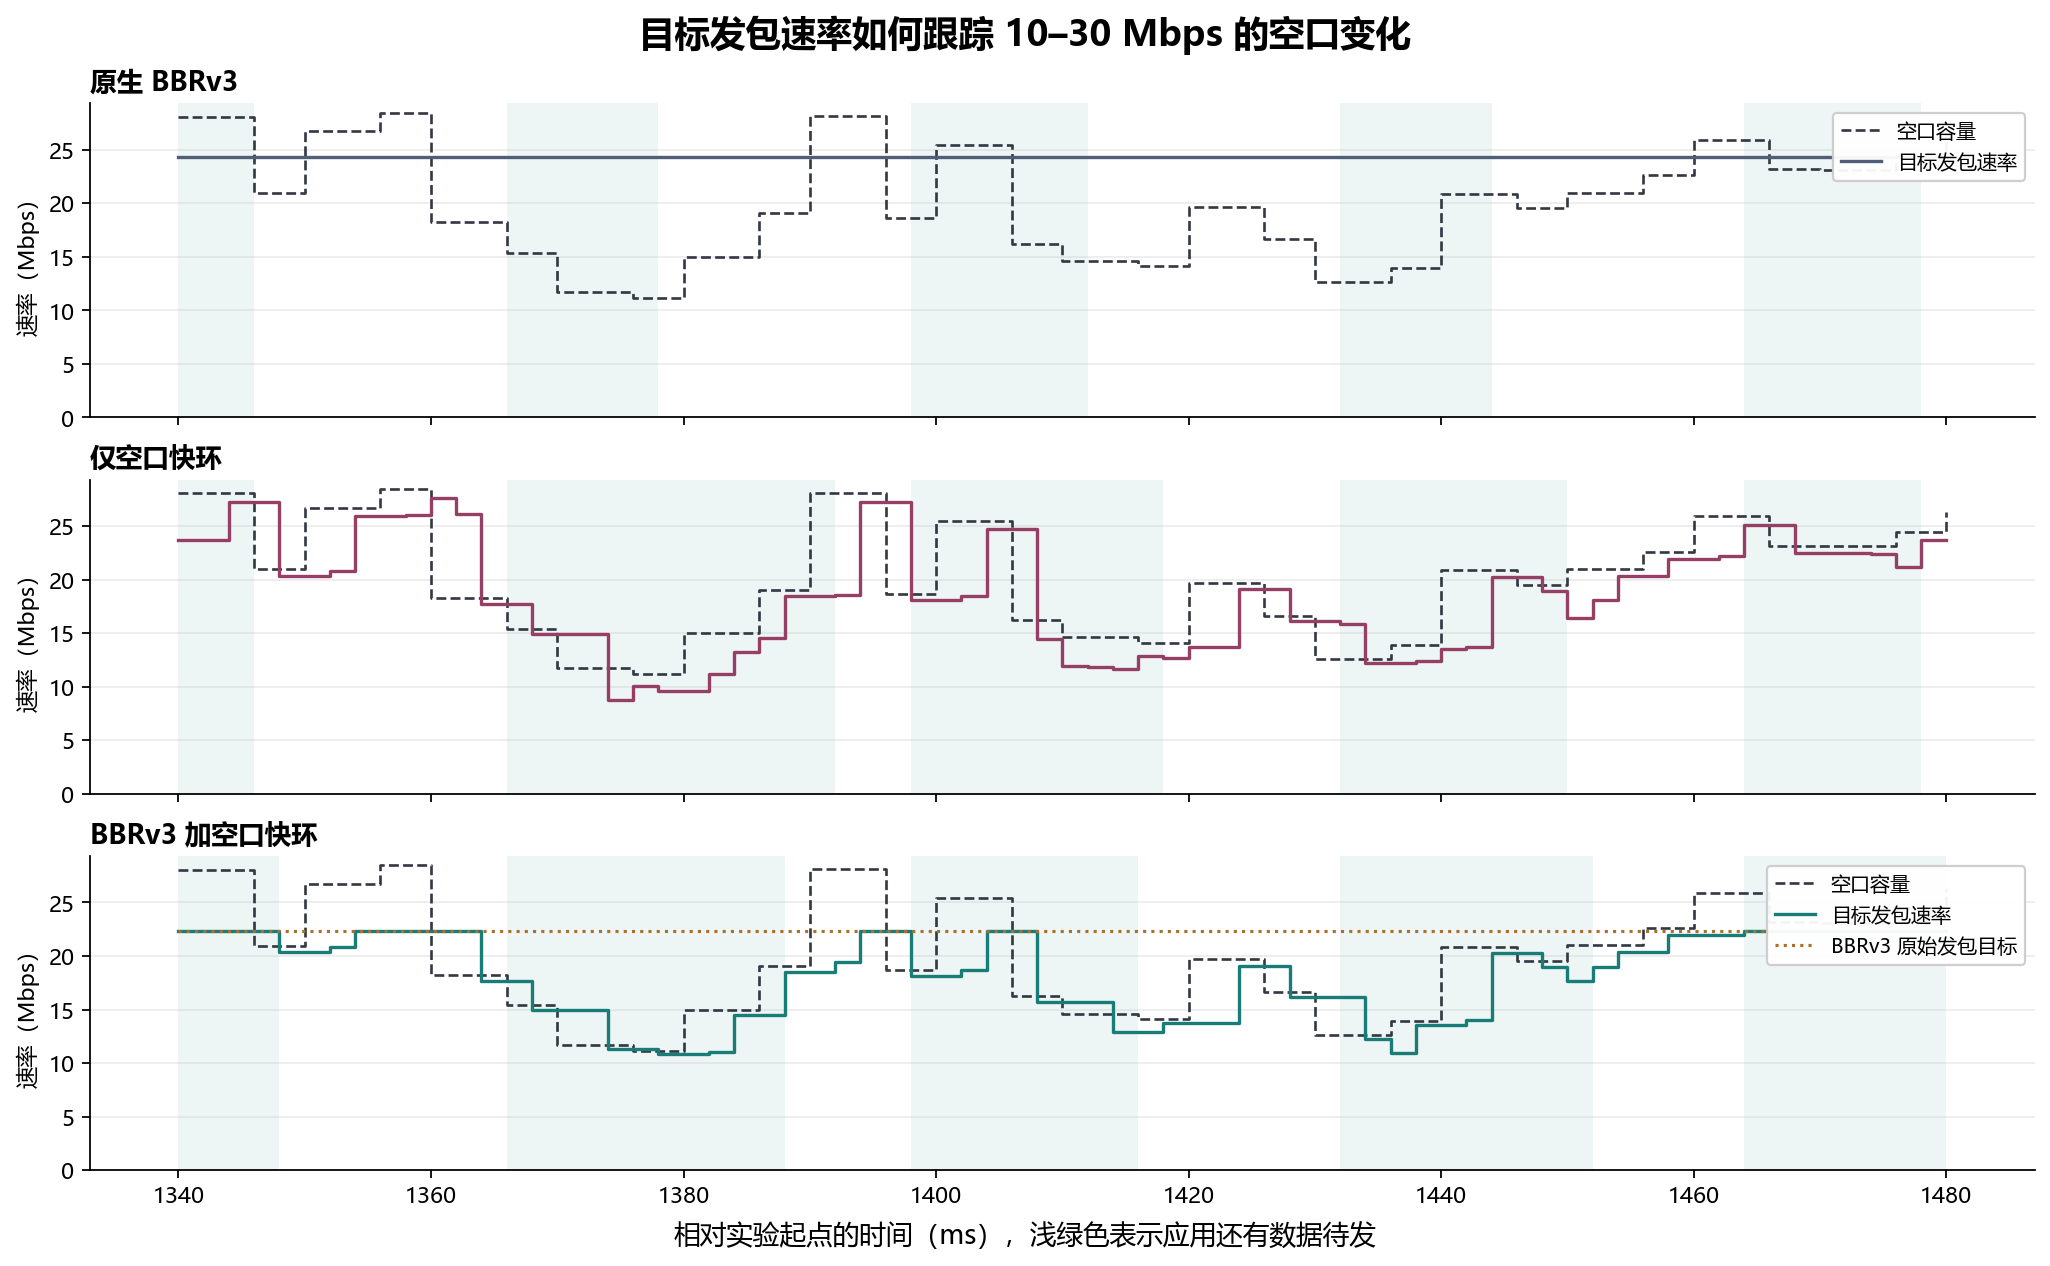 目标发包速率如何跟踪 10–30 Mbps 的空口变化
原生 BBRv3
速率（Mbps）
25
20
15
10
5
0
空口容量
目标发包速率
仅空口快环
速率（Mbps）
25
20
15
10
5
0
BBRv3 加空口快环
速率（Mbps）
25
20
15
10
5
0
空口容量
目标发包速率
BBRv3 原始发包目标
1340 1360 1380 1400 1420 1440 1460 1480
相对实验起点的时间（ms），浅绿色表示应用还有数据待发